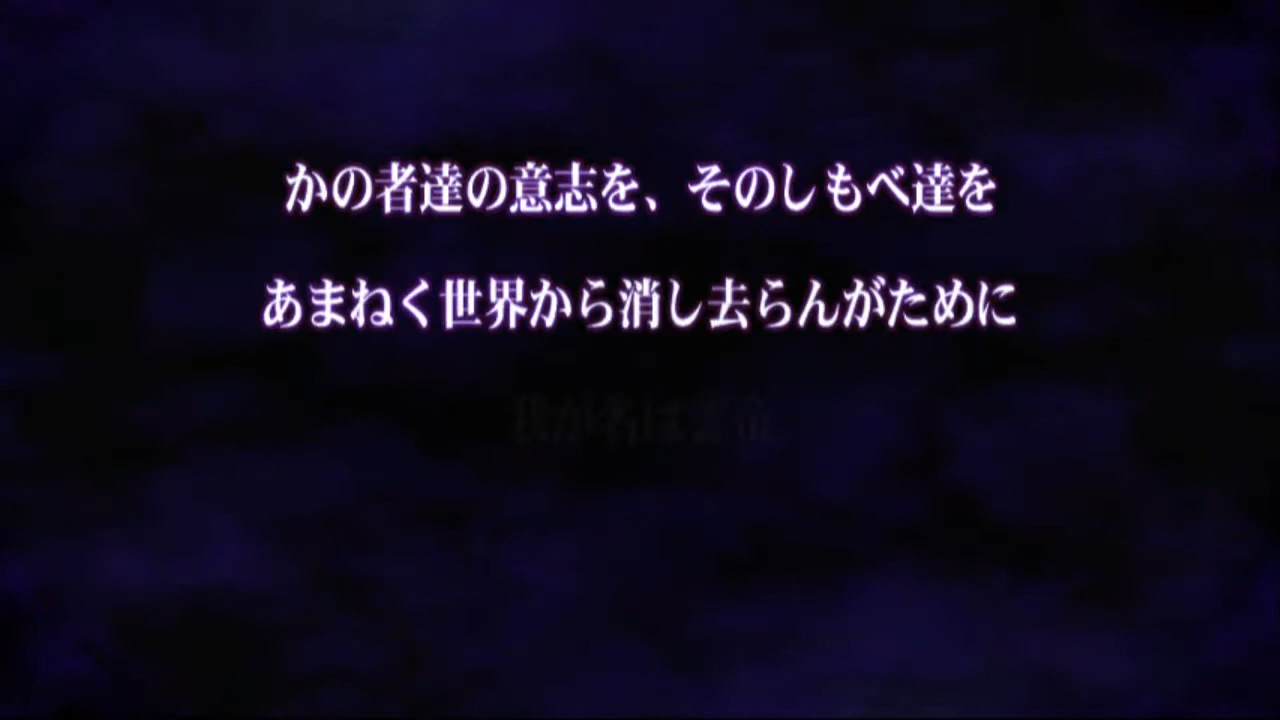 かの者達の意志を、そのしもべ達を
あまねく世界から消し去らんがために
我が名は